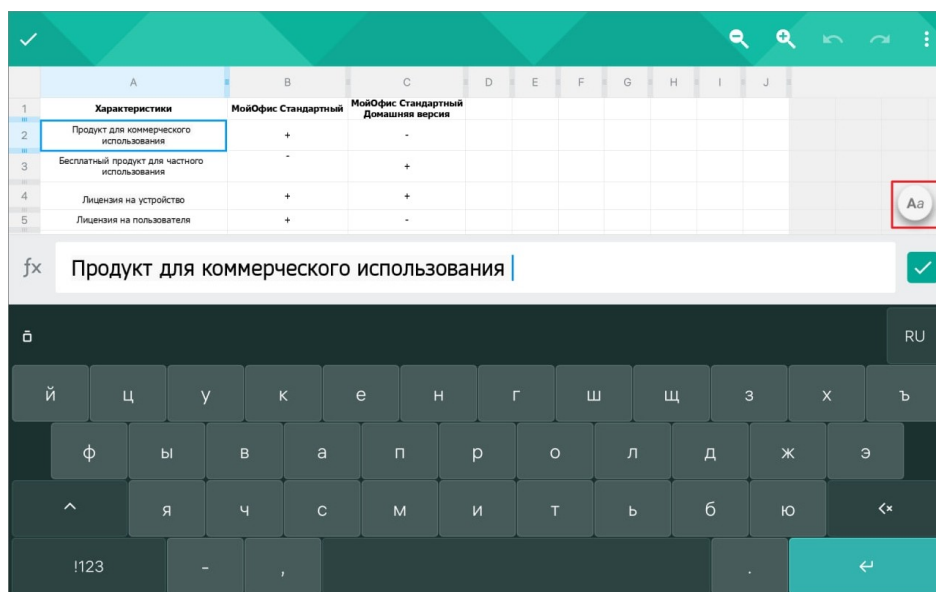 A B C D E F G H I J
1 Характеристики МойОфис Стандартный МойОфис Стандартный
Домашняя версия
2 Продукт для коммерческого
использования + -
3 Бесплатный продукт для частного
использования - +
4 Лицензия на устройство + +
5 Лицензия на пользователя + -
Aa
fx Продукт для коммерческого использования
RU
й ц у к е н г ш щ з х ъ
ф ы в а п р о л д ж э
я ч с м и т ь б ю
!123 - , .